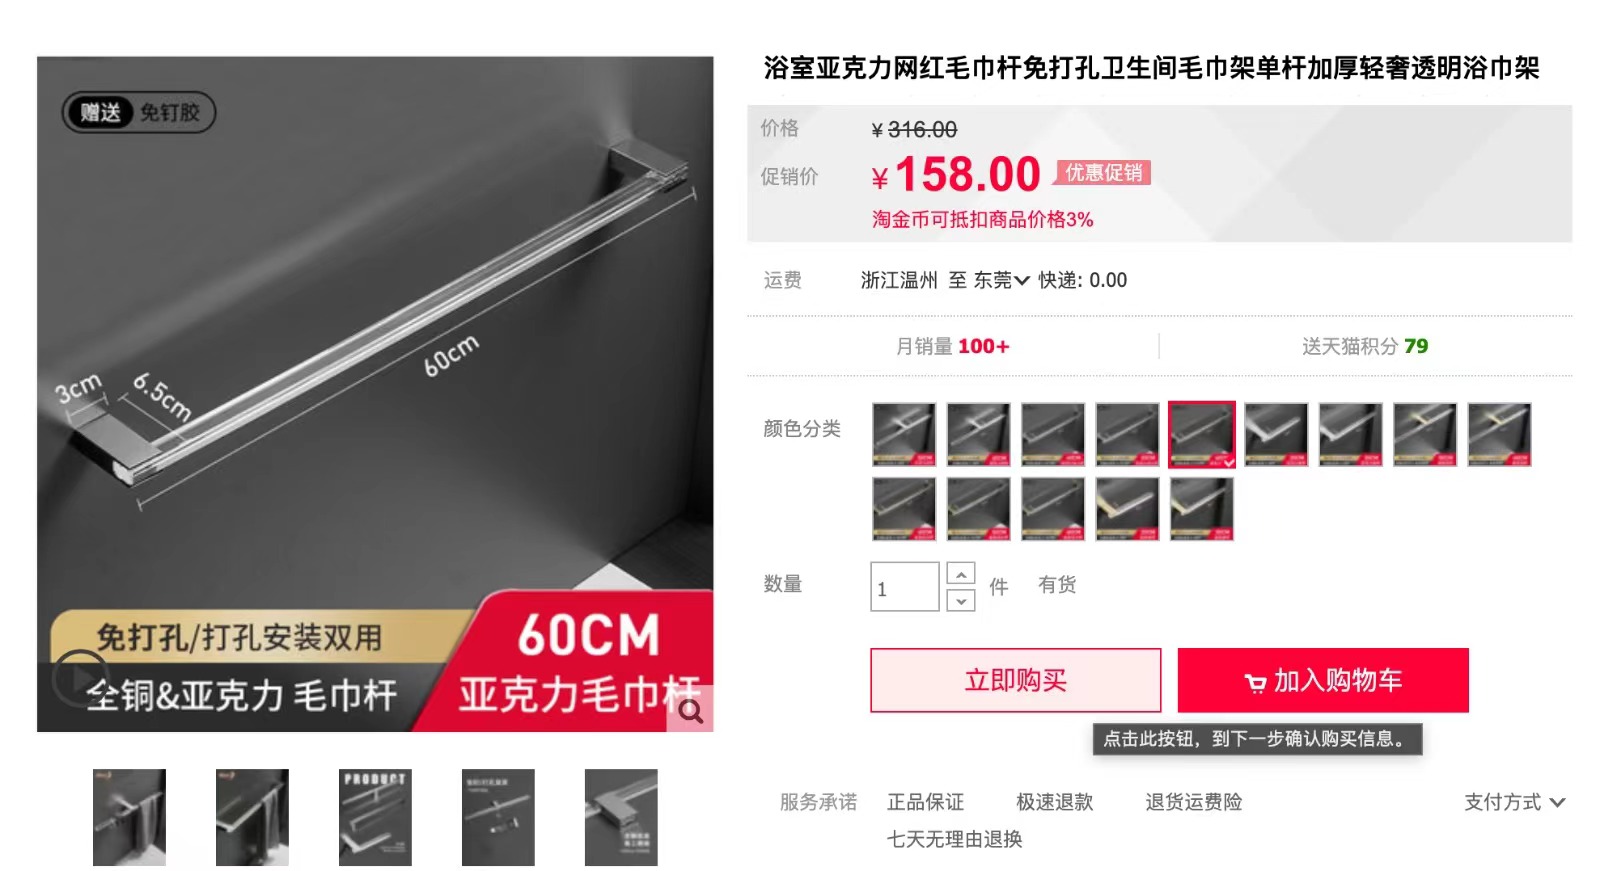 浴室亚克力网红毛巾杆免打孔卫生间毛巾架单杆加厚轻奢透明浴巾架
赠送 免钉胶
3cm
6.5cm
60cm
免打孔/打孔安装双用
全铜&亚克力 毛巾杆
60CM
亚克力毛巾杆
PRODUCT
价格 ¥316.00
促销价 ¥158.00 优惠促销
淘金币可抵扣商品价格3%
运费 浙江温州 至 东莞 快递: 0.00
月销量 100+ 送天猫积分 79
颜色分类
数量 1 件 有货
立即购买 加入购物车
点击此按钮，到下一步确认购买信息。
服务承诺 正品保证 极速退款 退货运费险 支付方式
七天无理由退换